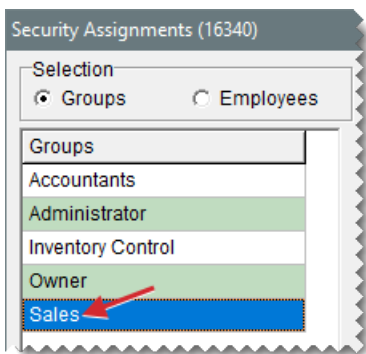 Security Assignments (16340)
Selection
Groups Employees
Groups
Accountants
Administrator
Inventory Control
Owner
Sales